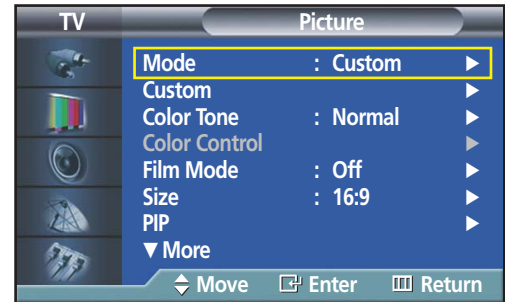 TV Picture
Mode : Custom ▶
Custom ▶
Color Tone : Normal ▶
Color Control ▶
Film Mode : Off ▶
Size : 16:9 ▶
PIP ▶
▼ More
Move Enter Return